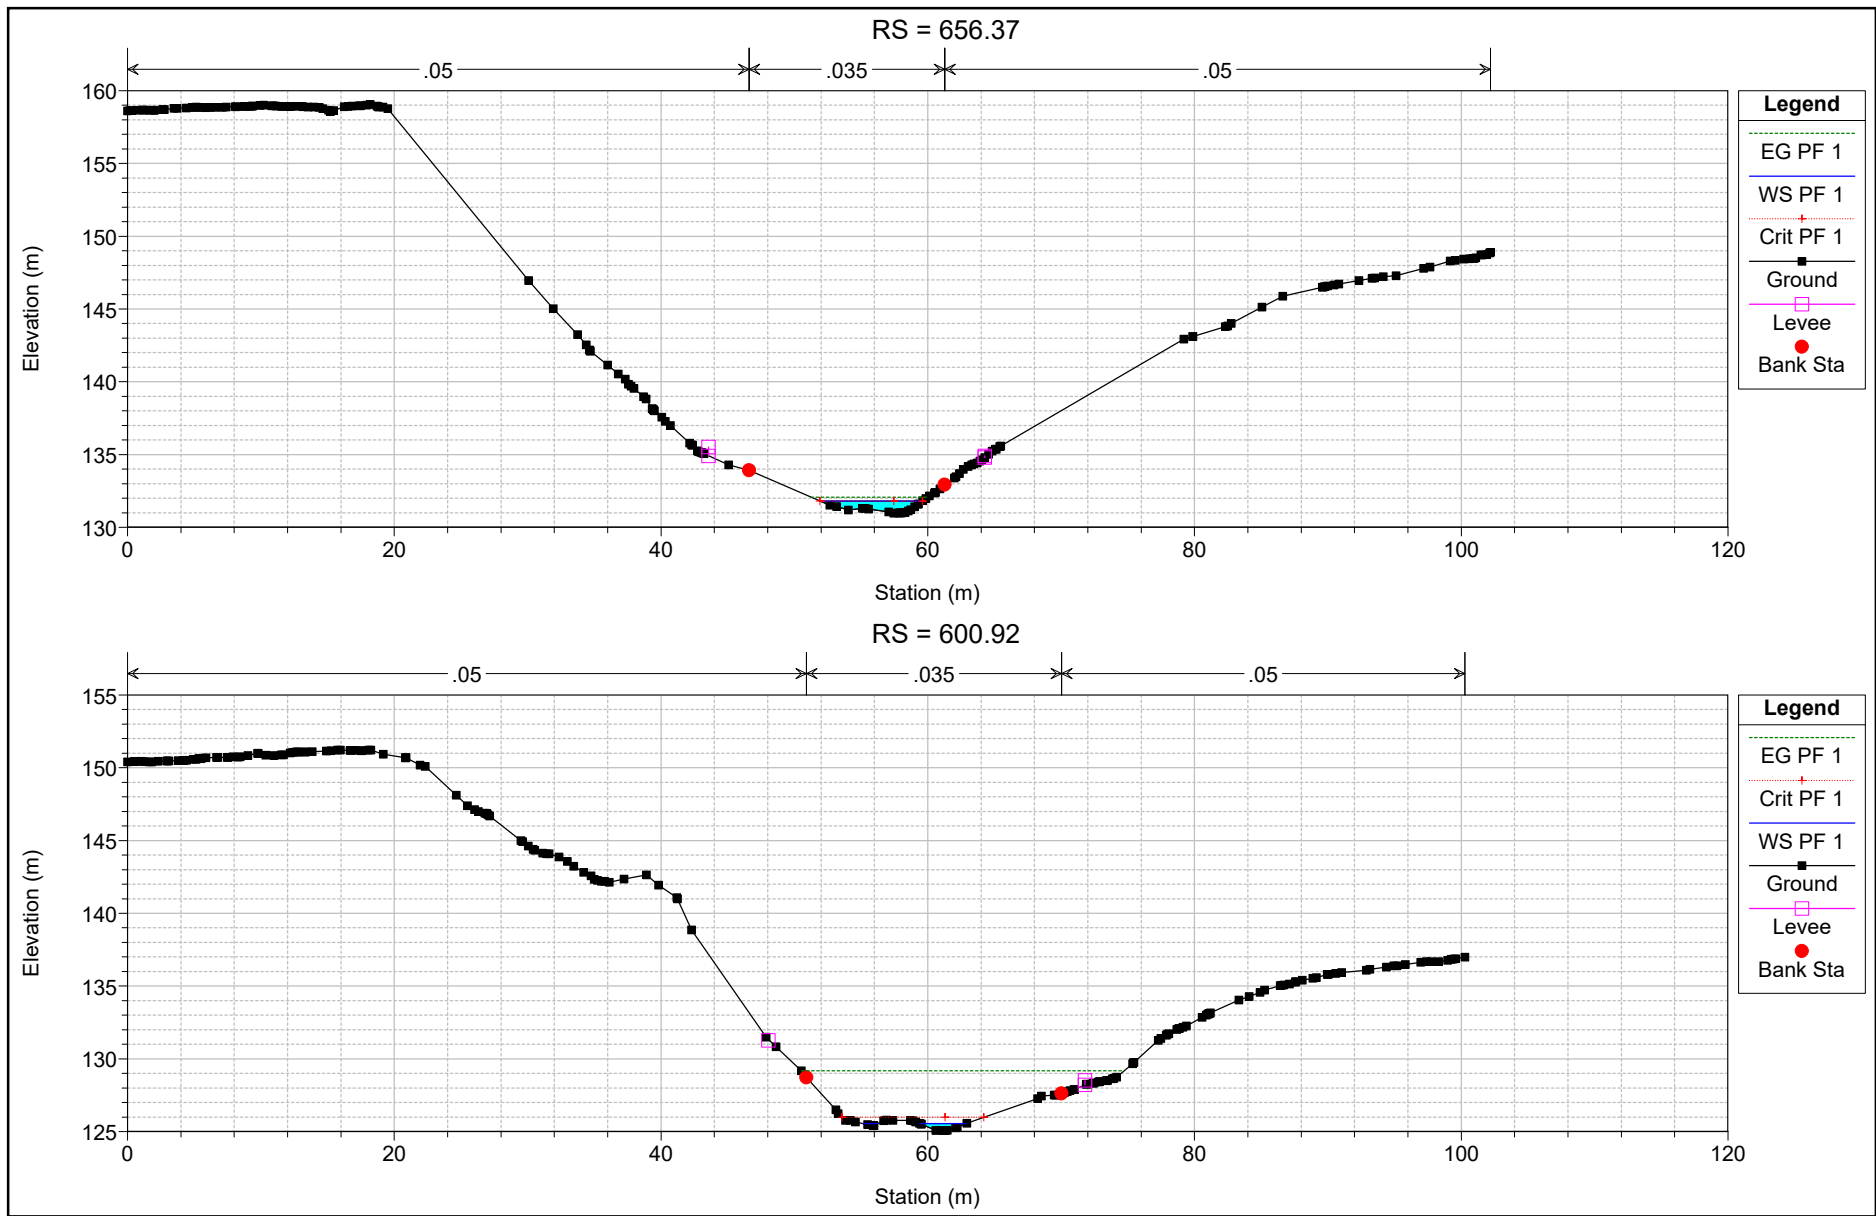 RS = 656.37
.05 .035 .05
160
155
150
145
140
135
130
Elevation (m)
0 20 40 60 80 100 120
Station (m)
Legend
EG PF 1
WS PF 1
Crit PF 1
Ground
Levee
Bank Sta
RS = 600.92
.05 .035 .05
155
150
145
140
135
130
125
Elevation (m)
0 20 40 60 80 100 120
Station (m)
Legend
EG PF 1
Crit PF 1
WS PF 1
Ground
Levee
Bank Sta